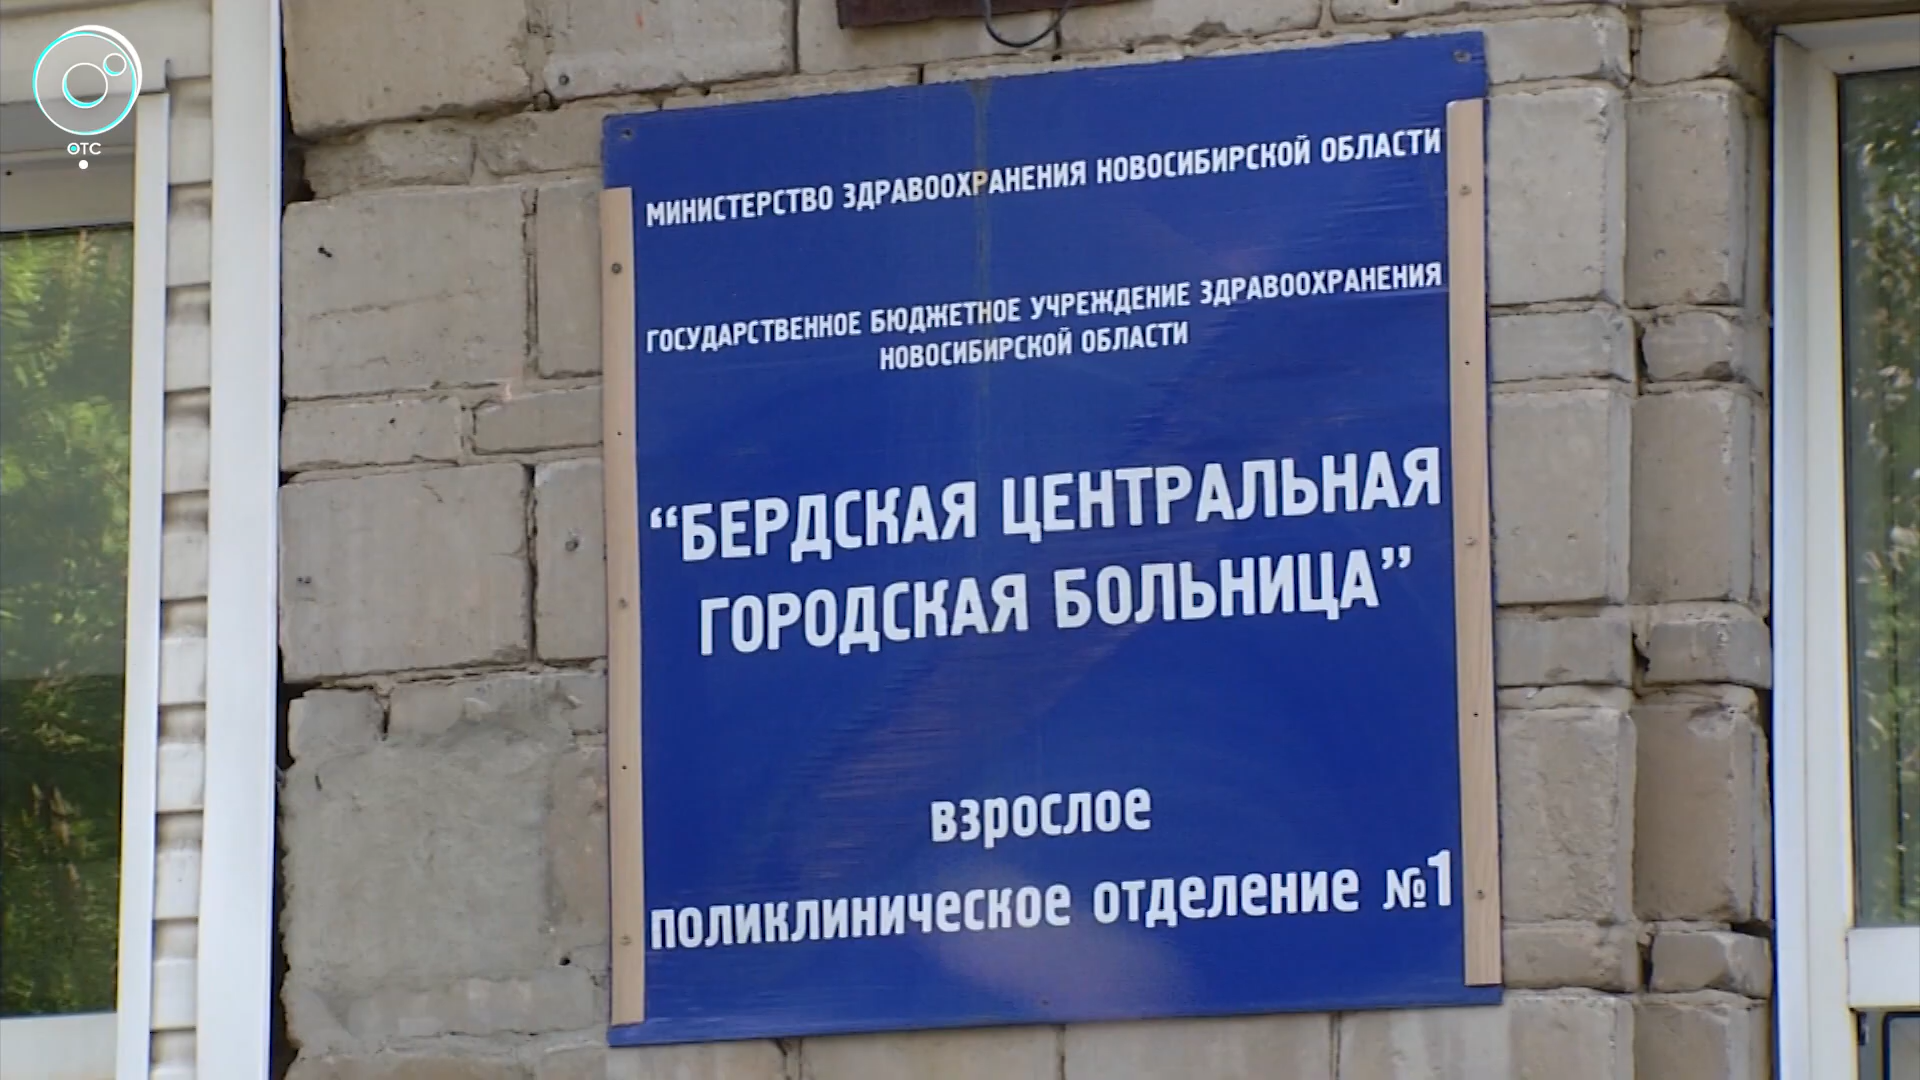 ОТС
МИНИСТЕРСТВО ЗДРАВООХРАНЕНИЯ НОВОСИБИРСКОЙ ОБЛАСТИ
ГОСУДАРСТВЕННОЕ БЮДЖЕТНОЕ УЧРЕЖДЕНИЕ ЗДРАВООХРАНЕНИЯ
НОВОСИБИРСКОЙ ОБЛАСТИ
“БЕРДСКАЯ ЦЕНТРАЛЬНАЯ
ГОРОДСКАЯ БОЛЬНИЦА”
взрослое
поликлиническое отделение №1